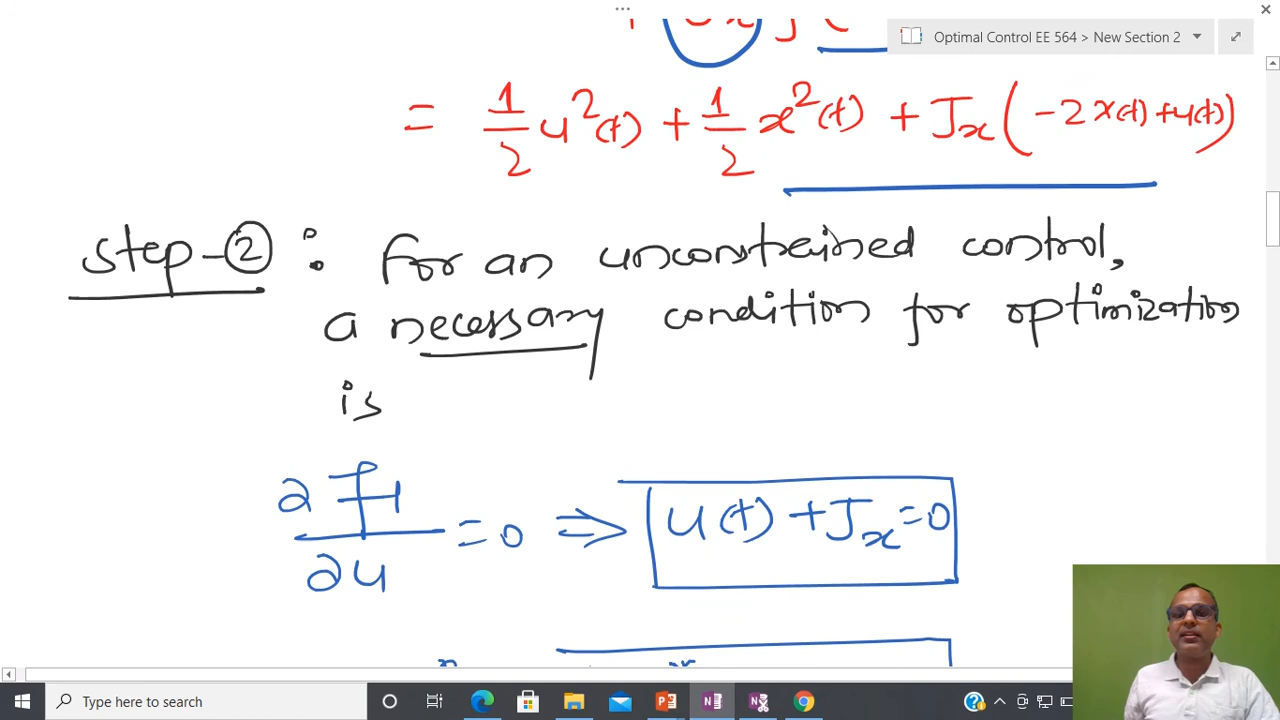 Optimal Control EE 564 > New Section 2
= 1/2 u²(t) + 1/2 x²(t) + Jₓ(-2x(t)+u(t))
Step-② : For an unconstrained control,
a necessary condition for optimization
is
∂H/∂u = 0 ⇒ u(t) + Jₓ = 0
Type here to search